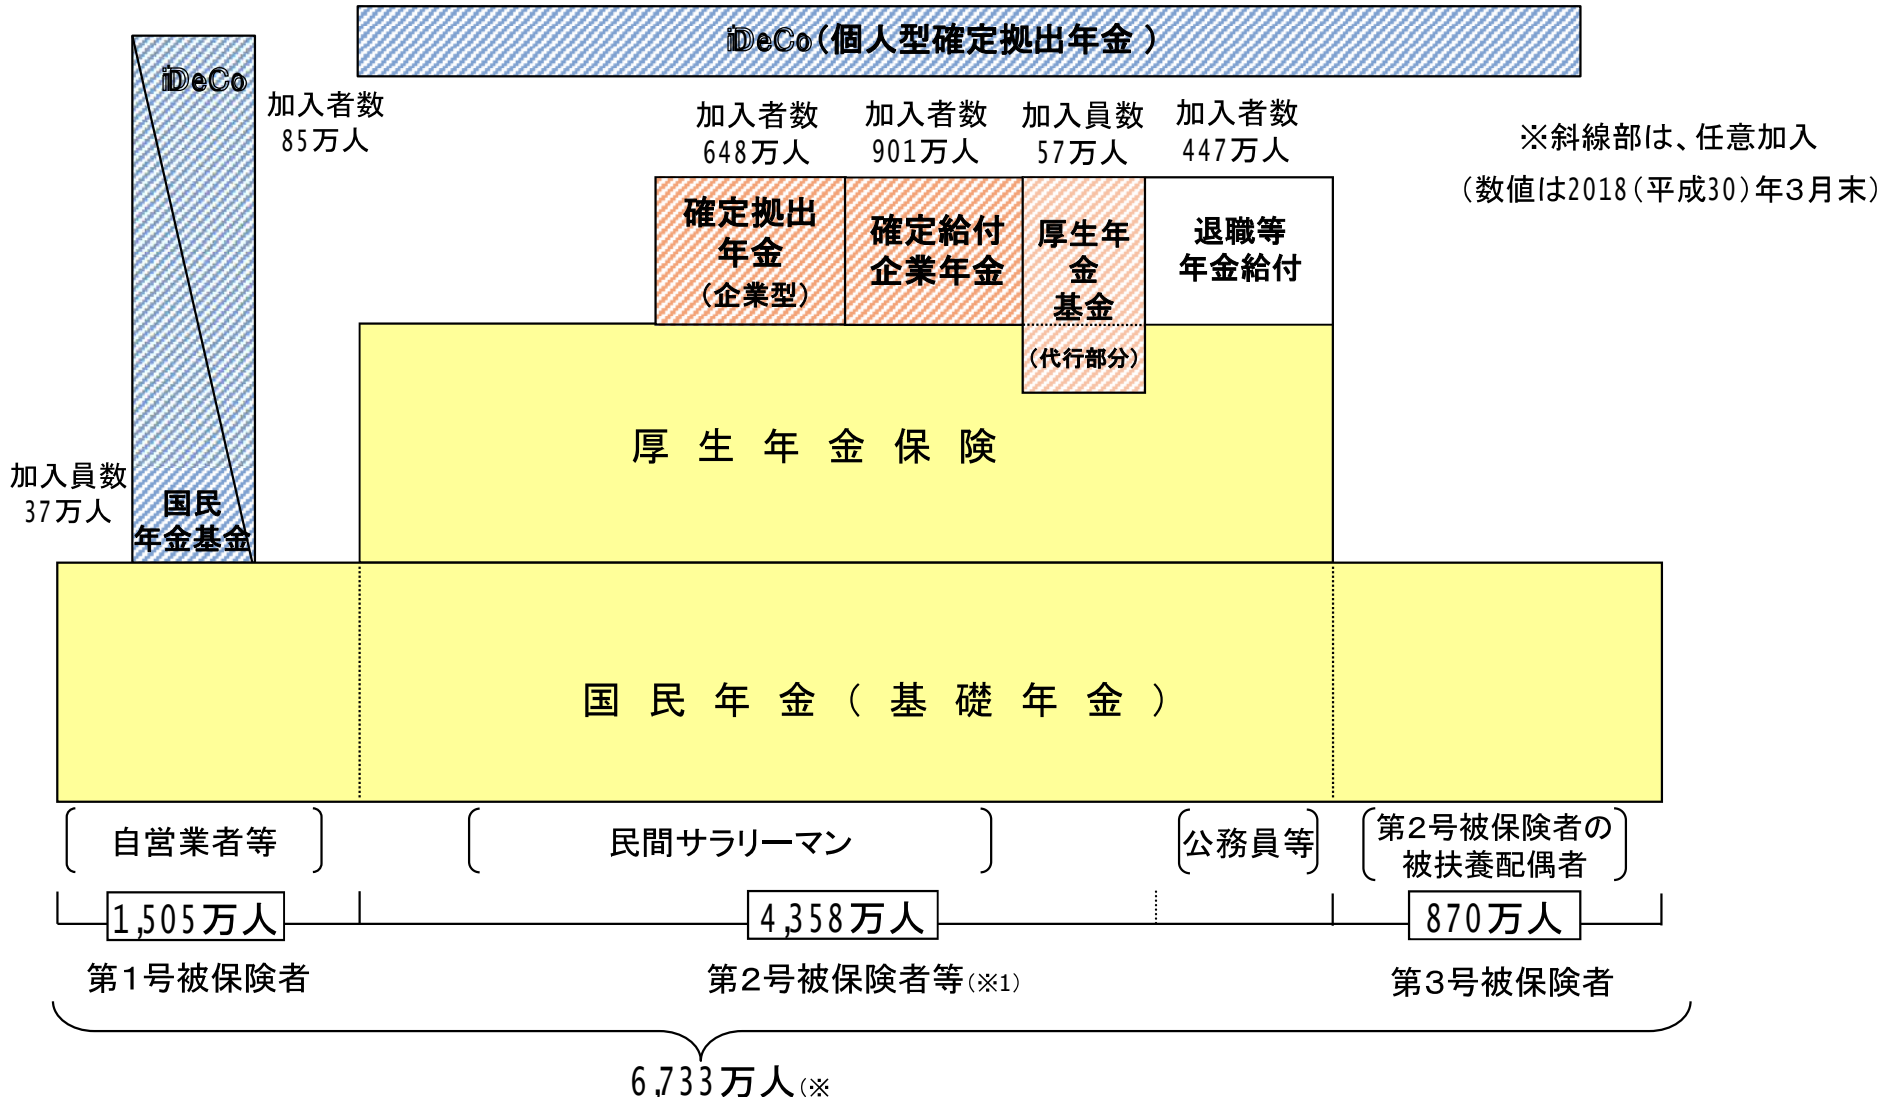 iDeCo（個人型確定拠出年金 ）
iDeCo
加入者数
85万人
加入者数
648万人
加入者数
901万人
加入員数
57万人
加入者数
447万人
※斜線部は、任意加入
（数値は2018（平成30）年３月末）
確定拠出
年金
（企業型）
確定給付
企業年金
厚生年
金
基金
（代行部分）
退職等
年金給付
厚生年金保険
加入員数
37万人
国民
年金基金
国民年金（基礎年金）
自営業者等
民間サラリーマン
公務員等
第２号被保険者の
被扶養配偶者
1,505万人
4,358万人
870万人
第１号被保険者
第２号被保険者等（※1）
第３号被保険者
6,733万人（※